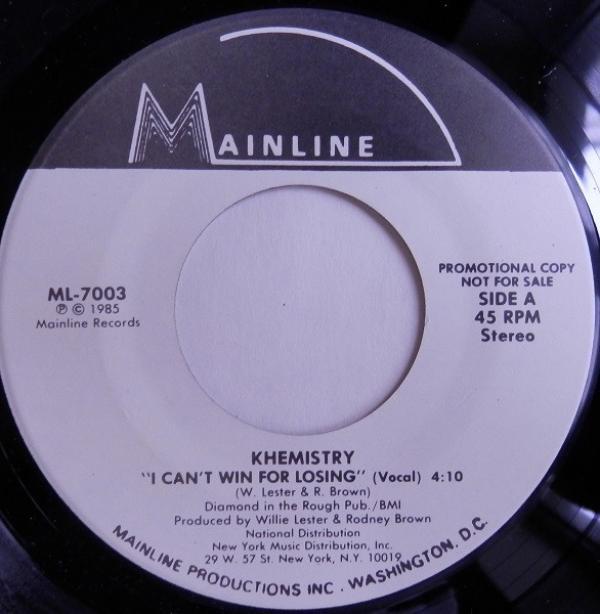 MAINLINE
ML-7003
Ⓟ © 1985
Mainline Records
PROMOTIONAL COPY
NOT FOR SALE
SIDE A
45 RPM
Stereo
KHEMISTRY
"I CAN'T WIN FOR LOSING" (Vocal) 4:10
(W. Lester & R. Brown)
Diamond in the Rough Pub./BMI
Produced by Willie Lester & Rodney Brown
National Distribution
New York Music Distribution, Inc.
29 W. 57 St. New York, N.Y. 10019
MAINLINE PRODUCTIONS INC . WASHINGTON, D.C.